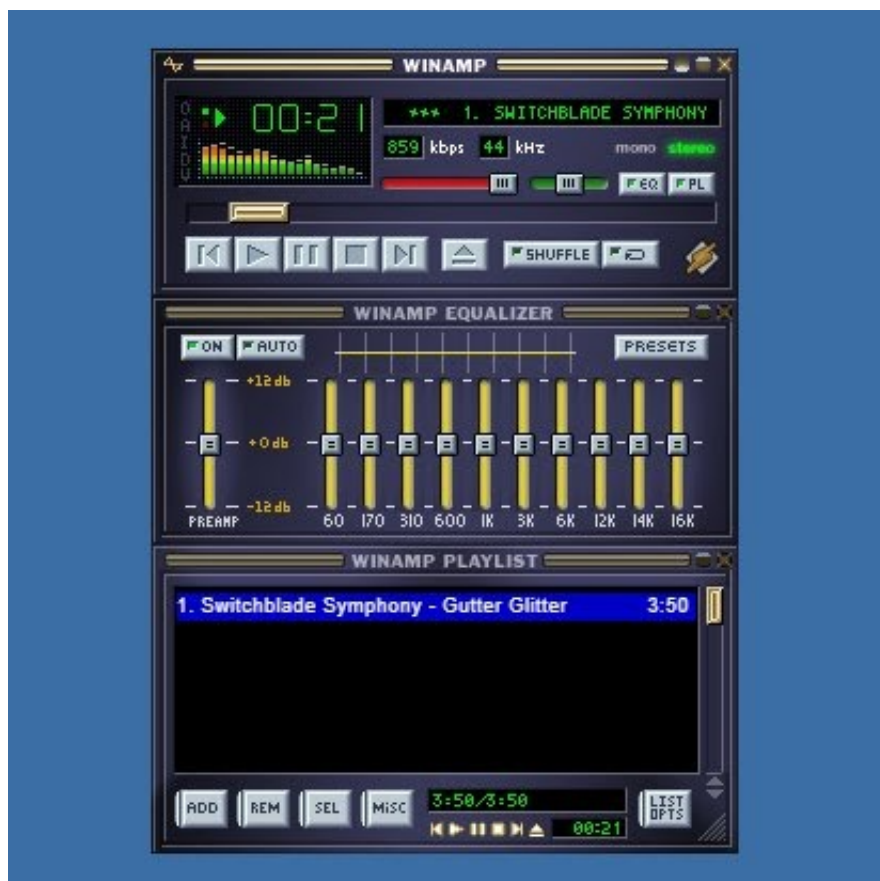 WINAMP
O A I D V
00:21
*** 1. SWITCHBLADE SYMPHONY
859 kbps 44 kHz mono stereo
EQ PL
SHUFFLE
WINAMP EQUALIZER
ON AUTO PRESETS
+12db
+0db
-12db
PREAMP 60 170 310 600 1K 3K 6K 12K 14K 16K
WINAMP PLAYLIST
1. Switchblade Symphony - Gutter Glitter 3:50
ADD REM SEL MISC 3:50/3:50 LIST OPTS
00:21